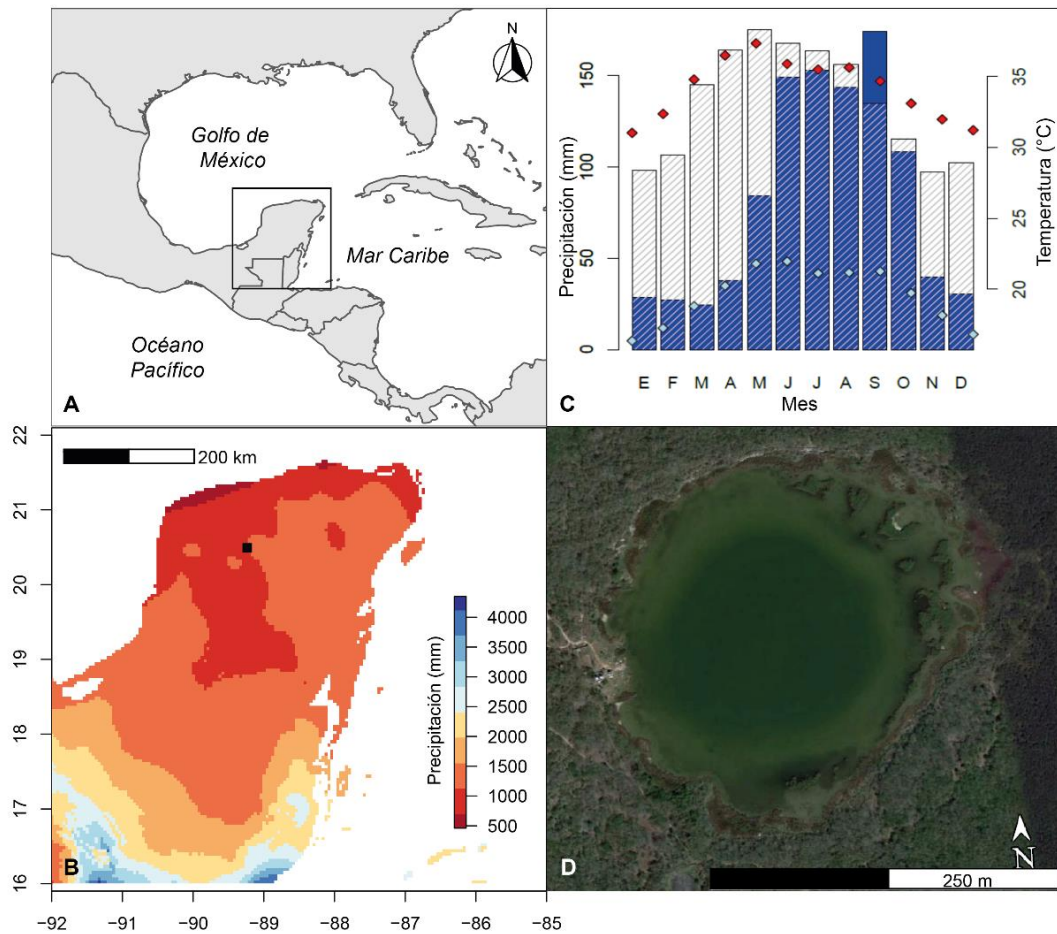 N
Golfo de
México
Mar Caribe
Océano
Pacífico
A
Precipitación (mm)
0
50
100
150
Temperatura (°C)
20
25
30
35
E F M A M J J A S O N D
Mes
C
22
21
20
19
18
17
16
200 km
Precipitación (mm)
4000
3500
3000
2500
2000
1500
1000
500
B
−92 −91 −90 −89 −88 −87 −86 −85
D
N
250 m